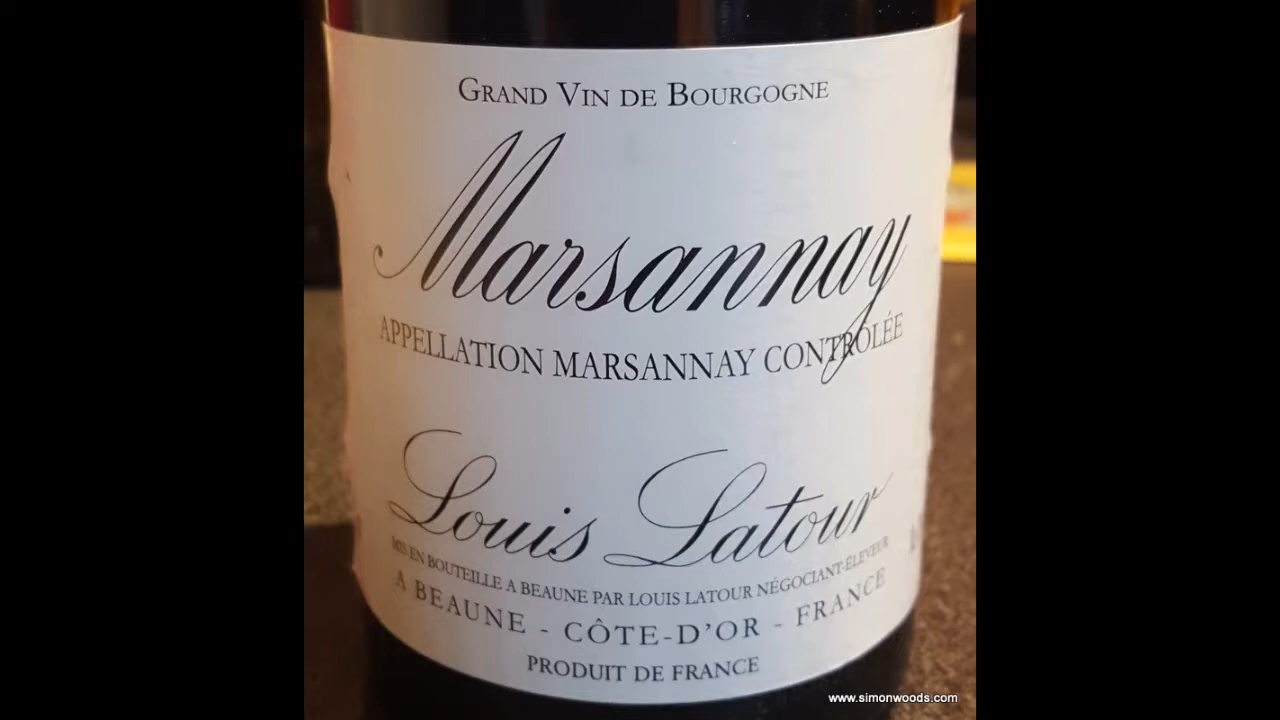 GRAND VIN DE BOURGOGNE
Marsannay
APPELLATION MARSANNAY CONTRÔLÉE
Louis Latour
MIS EN BOUTEILLE A BEAUNE PAR LOUIS LATOUR NÉGOCIANT-ÉLEVEUR
A BEAUNE - CÔTE-D'OR - FRANCE
PRODUIT DE FRANCE
www.simonwoods.com